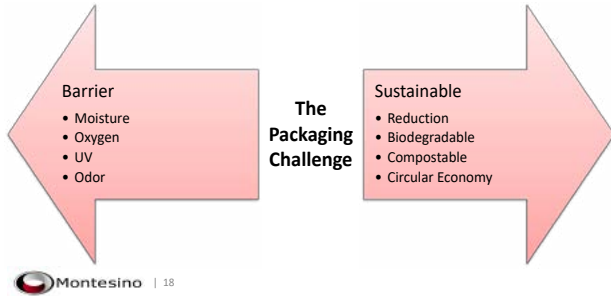 Barrier
• Moisture
• Oxygen
• UV
• Odor
The
Packaging
Challenge
Sustainable
• Reduction
• Biodegradable
• Compostable
• Circular Economy
Montesino | 18